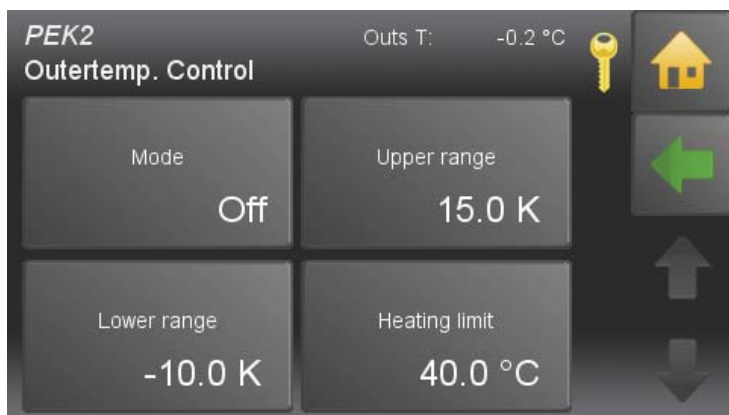 PEK2
Outs T: -0.2 °C
Outertemp. Control
Mode
Off
Upper range
15.0 K
Lower range
-10.0 K
Heating limit
40.0 °C